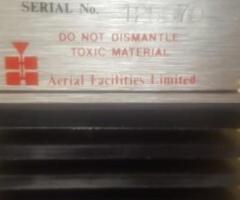 SERIAL No.
DO NOT DISMANTLE
TOXIC MATERIAL
Aerial Facilities Limited